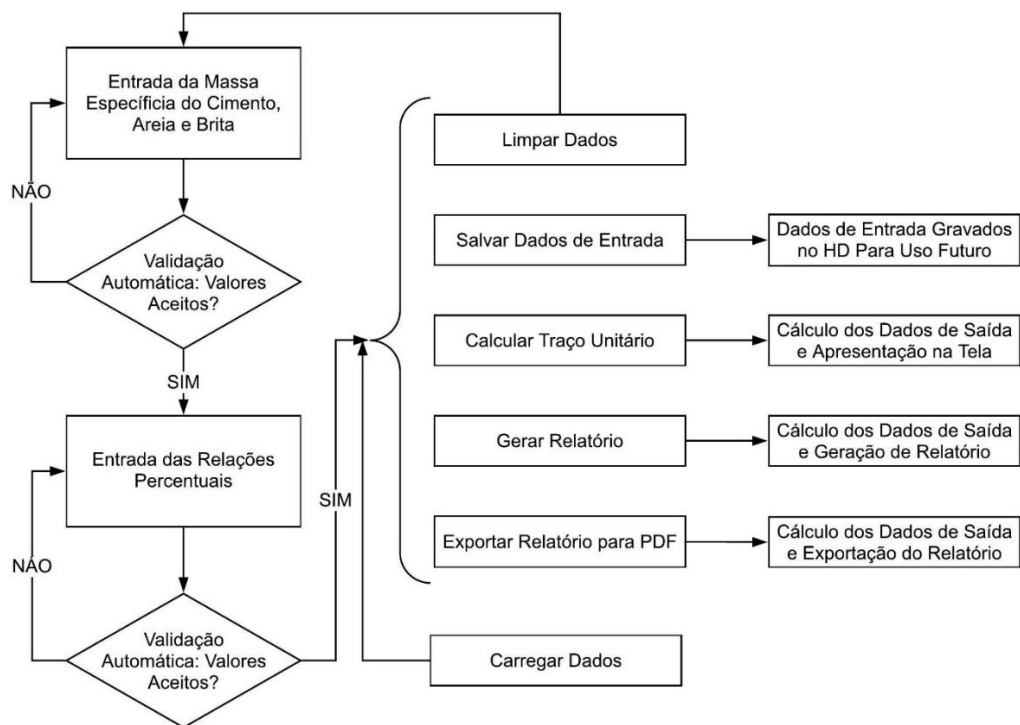 Entrada da Massa
Específicia do Cimento,
Areia e Brita
NÃO
Validação
Automática: Valores
Aceitos?
SIM
Entrada das Relações
Percentuais
NÃO
Validação
Automática: Valores
Aceitos?
SIM
Limpar Dados
Salvar Dados de Entrada
Dados de Entrada Gravados
no HD Para Uso Futuro
Calcular Traço Unitário
Cálculo dos Dados de Saída
e Apresentação na Tela
Gerar Relatório
Cálculo dos Dados de Saída
e Geração de Relatório
Exportar Relatório para PDF
Cálculo dos Dados de Saída
e Exportação do Relatório
Carregar Dados